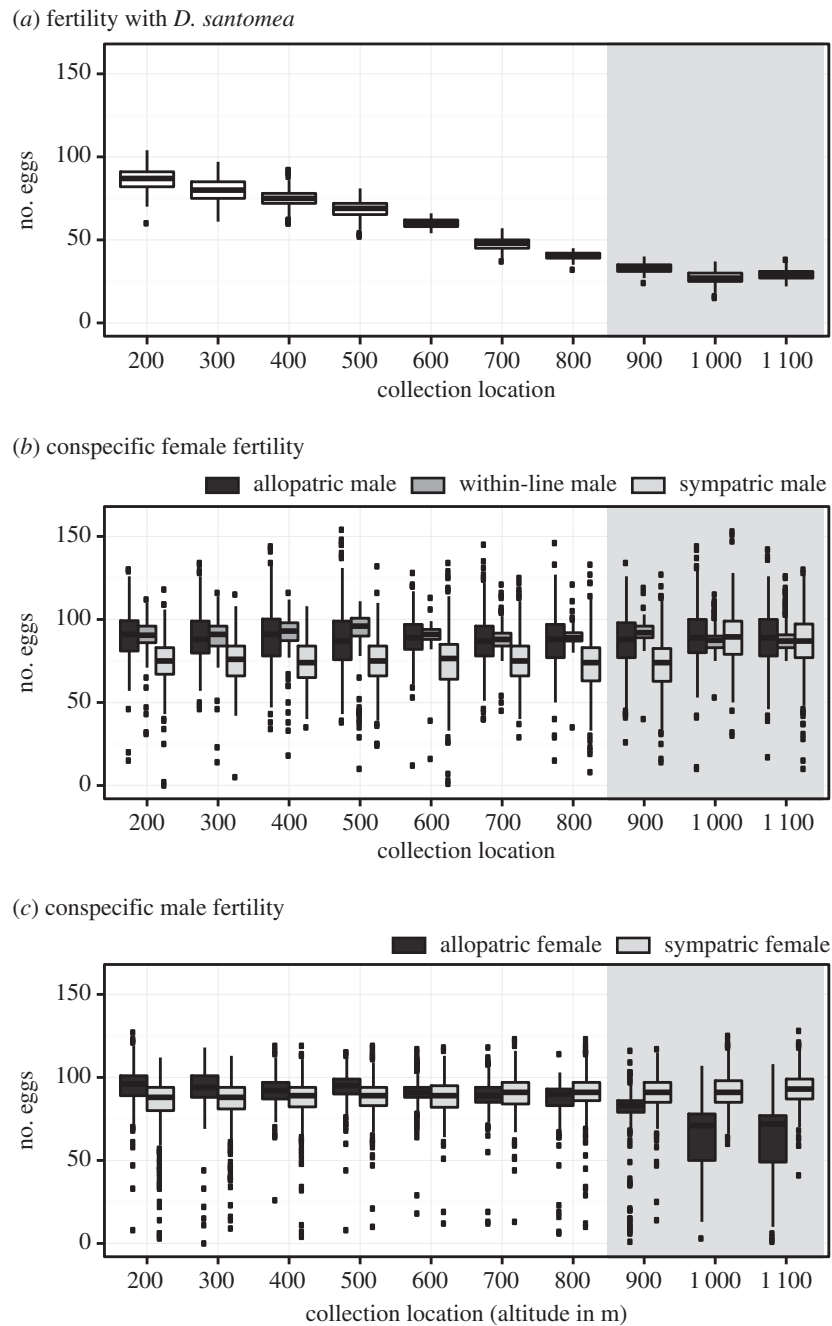 (a) fertility with D. santomea
150
100
50
0
no. eggs
200 300 400 500 600 700 800 900 1 000 1 100
collection location
(b) conspecific female fertility
allopatric male within-line male sympatric male
150
100
50
0
no. eggs
200 300 400 500 600 700 800 900 1 000 1 100
collection location
(c) conspecific male fertility
allopatric female sympatric female
150
100
50
0
no. eggs
200 300 400 500 600 700 800 900 1 000 1 100
collection location (altitude in m)